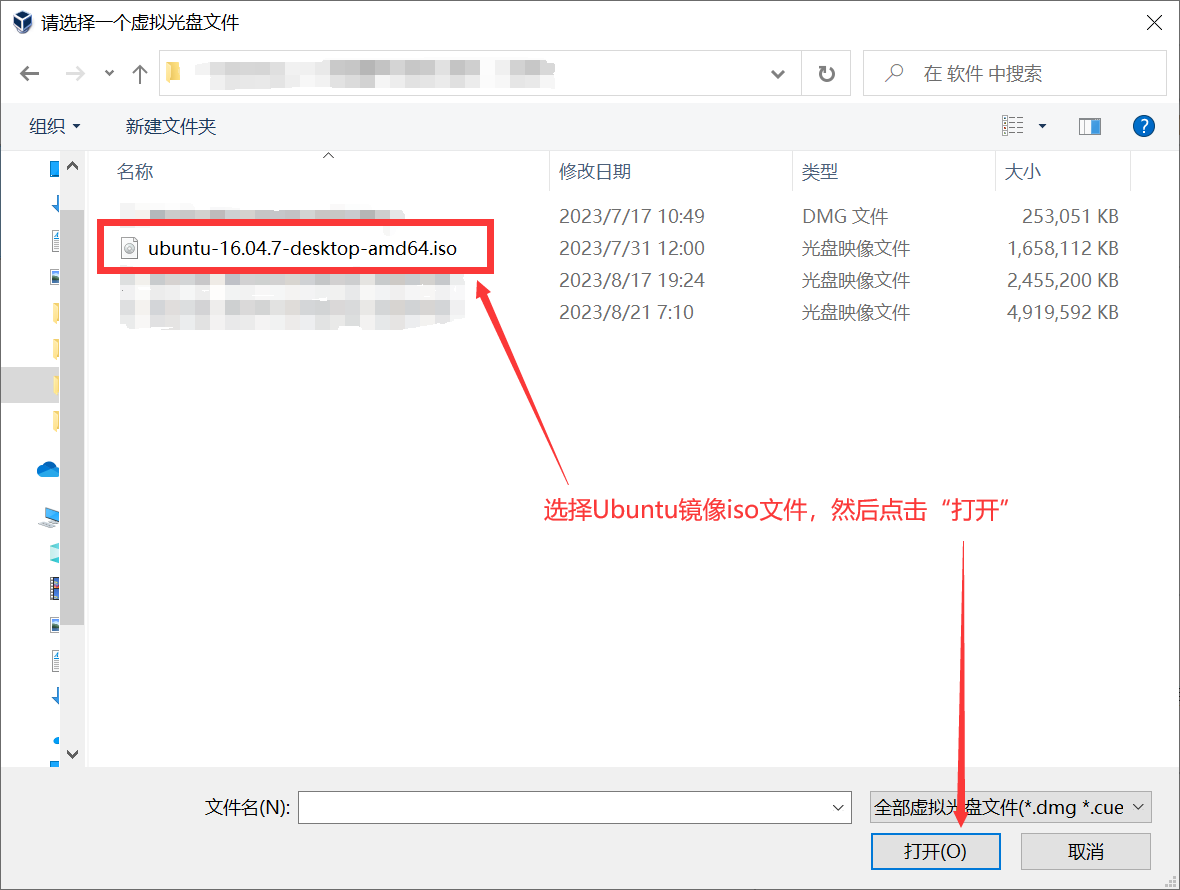 请选择一个虚拟光盘文件
在 软件 中搜索
组织 新建文件夹
名称 修改日期 类型 大小
2023/7/17 10:49 DMG 文件 253,051 KB
ubuntu-16.04.7-desktop-amd64.iso 2023/7/31 12:00 光盘映像文件 1,658,112 KB
2023/8/17 19:24 光盘映像文件 2,455,200 KB
2023/8/21 7:10 光盘映像文件 4,919,592 KB
选择Ubuntu镜像iso文件，然后点击“打开”
文件名(N): 全部虚拟光盘文件(*.dmg *.cue
打开(O) 取消